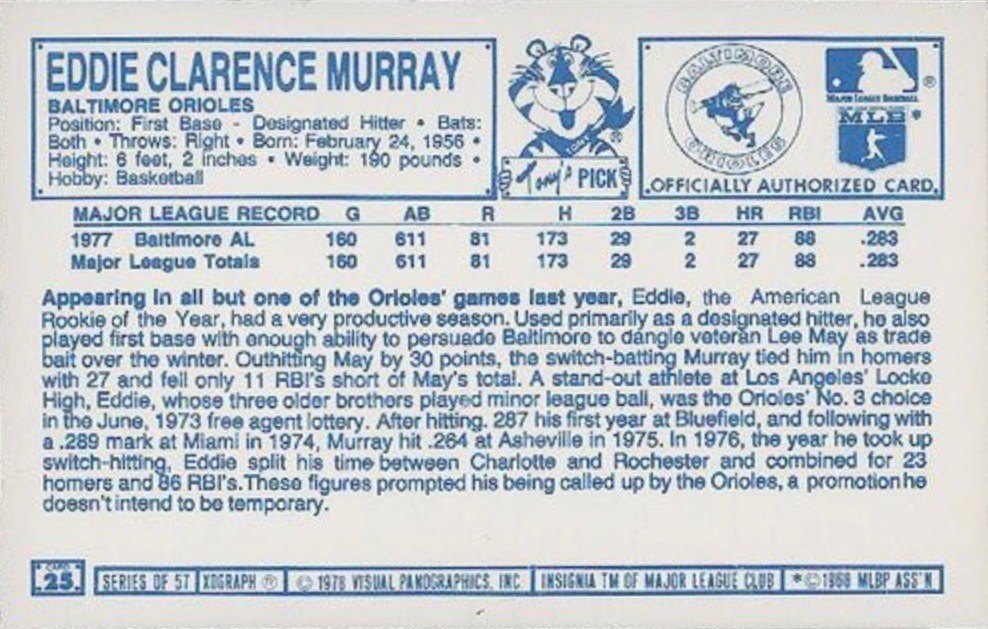 EDDIE CLARENCE MURRAY
BALTIMORE ORIOLES
Position: First Base - Designated Hitter • Bats:
Both • Throws: Right • Born: February 24, 1956 •
Height: 6 feet, 2 inches • Weight: 190 pounds •
Hobby: Basketball
Tony's PICK
BALTIMORE
ORIOLES
MAJOR LEAGUE BASEBALL
MLB
OFFICIALLY AUTHORIZED CARD.
MAJOR LEAGUE RECORD G AB R H 2B 3B HR RBI AVG
1977 Baltimore AL 160 611 81 173 29 2 27 88 .283
Major League Totals 160 611 81 173 29 2 27 88 .283
Appearing in all but one of the Orioles' games last year, Eddie, the American League
Rookie of the Year, had a very productive season. Used primarily as a designated hitter, he also
played first base with enough ability to persuade Baltimore to dangle veteran Lee May as trade
bait over the winter. Outhitting May by 30 points, the switch-batting Murray tied him in homers
with 27 and fell only 11 RBI's short of May's total. A stand-out athlete at Los Angeles' Locke
High, Eddie, whose three older brothers played minor league ball, was the Orioles' No. 3 choice
in the June, 1973 free agent lottery. After hitting. 287 his first year at Bluefield, and following with
a .289 mark at Miami in 1974, Murray hit .264 at Asheville in 1975. In 1976, the year he took up
switch-hitting, Eddie split his time between Charlotte and Rochester and combined for 23
homers and 86 RBI's. These figures prompted his being called up by the Orioles, a promotion he
doesn't intend to be temporary.
CARD
25. SERIES OF 57 XOGRAPH ® © 1978 VISUAL PANOGRAPHICS, INC. INSIGNIA TM OF MAJOR LEAGUE CLUB * © 1968 MLBP ASS'N